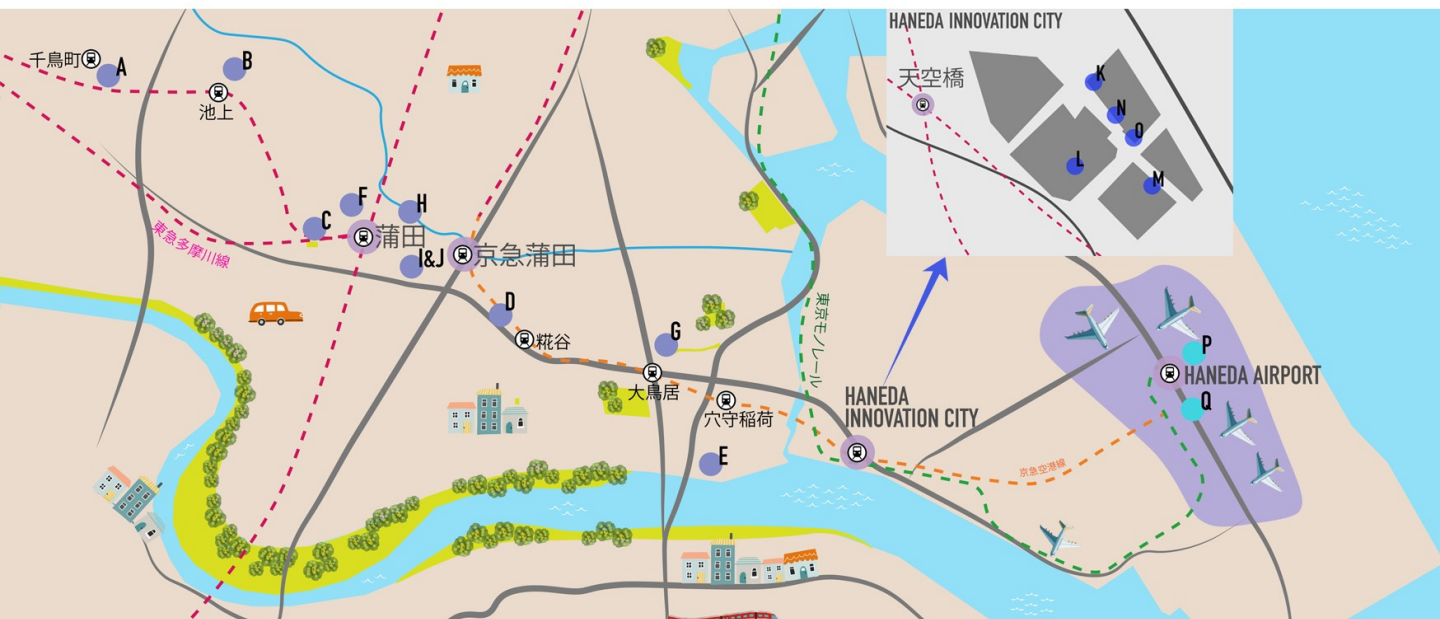 HANEDA INNOVATION CITY
千鳥町
A
B
池上
天空橋
K
N
O
L
M
F
C
H
蒲田
I&J
京急蒲田
東急多摩川線
D
糀谷
G
大鳥居
穴守稲荷
E
東京モノレール
HANEDA
INNOVATION CITY
京急空港線
P
HANEDA AIRPORT
Q